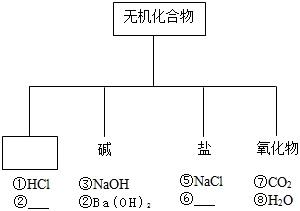 无机化合物
碱 盐 氧化物
①HCl ③NaOH ⑤NaCl ⑦CO₂
②___ ②Ba(OH)₂ ⑥___ ⑧H₂O